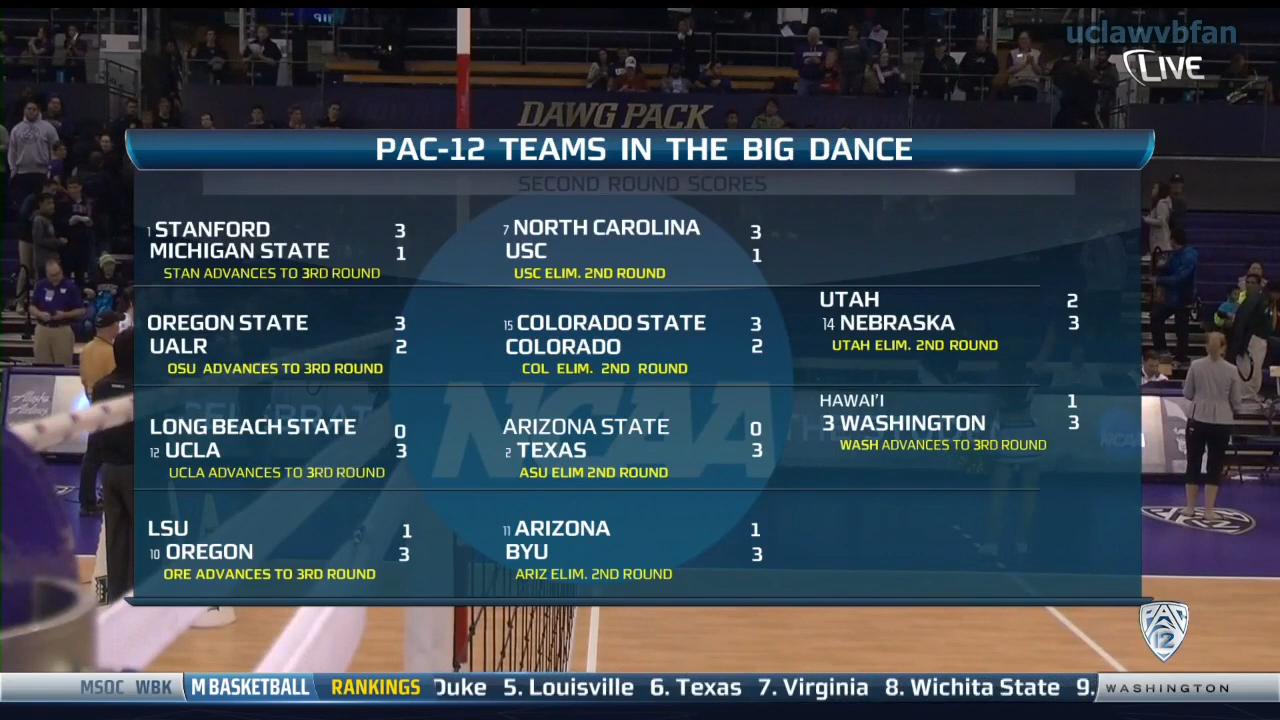 uclawvbfan
LIVE
DAWG PACK
PAC-12 TEAMS IN THE BIG DANCE
SECOND ROUND SCORES
1 STANFORD 3
MICHIGAN STATE 1
STAN ADVANCES TO 3RD ROUND
OREGON STATE 3
UALR 2
OSU ADVANCES TO 3RD ROUND
LONG BEACH STATE 0
12 UCLA 3
UCLA ADVANCES TO 3RD ROUND
LSU 1
10 OREGON 3
ORE ADVANCES TO 3RD ROUND
7 NORTH CAROLINA 3
USC 1
USC ELIM. 2ND ROUND
15 COLORADO STATE 3
COLORADO 2
COL ELIM. 2ND ROUND
ARIZONA STATE 0
2 TEXAS 3
ASU ELIM 2ND ROUND
11 ARIZONA 1
BYU 3
ARIZ ELIM. 2ND ROUND
UTAH 2
14 NEBRASKA 3
UTAH ELIM. 2ND ROUND
HAWAI'I 1
3 WASHINGTON 3
WASH ADVANCES TO 3RD ROUND
NCAA
Alaska
Airlines
NCAA
PAC
12
MSOC WBK M BASKETBALL RANKINGS Duke 5. Louisville 6. Texas 7. Virginia 8. Wichita State 9. WASHINGTON